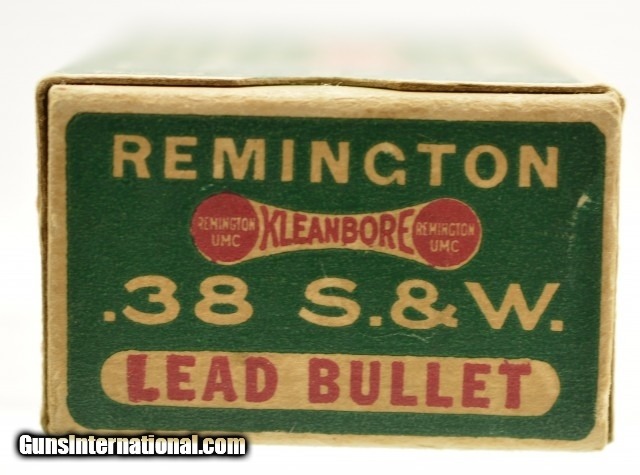 REMINGTON
REMINGTON UMC KLEANBORE REMINGTON UMC
.38 S.&W.
LEAD BULLET
GunsInternational.com